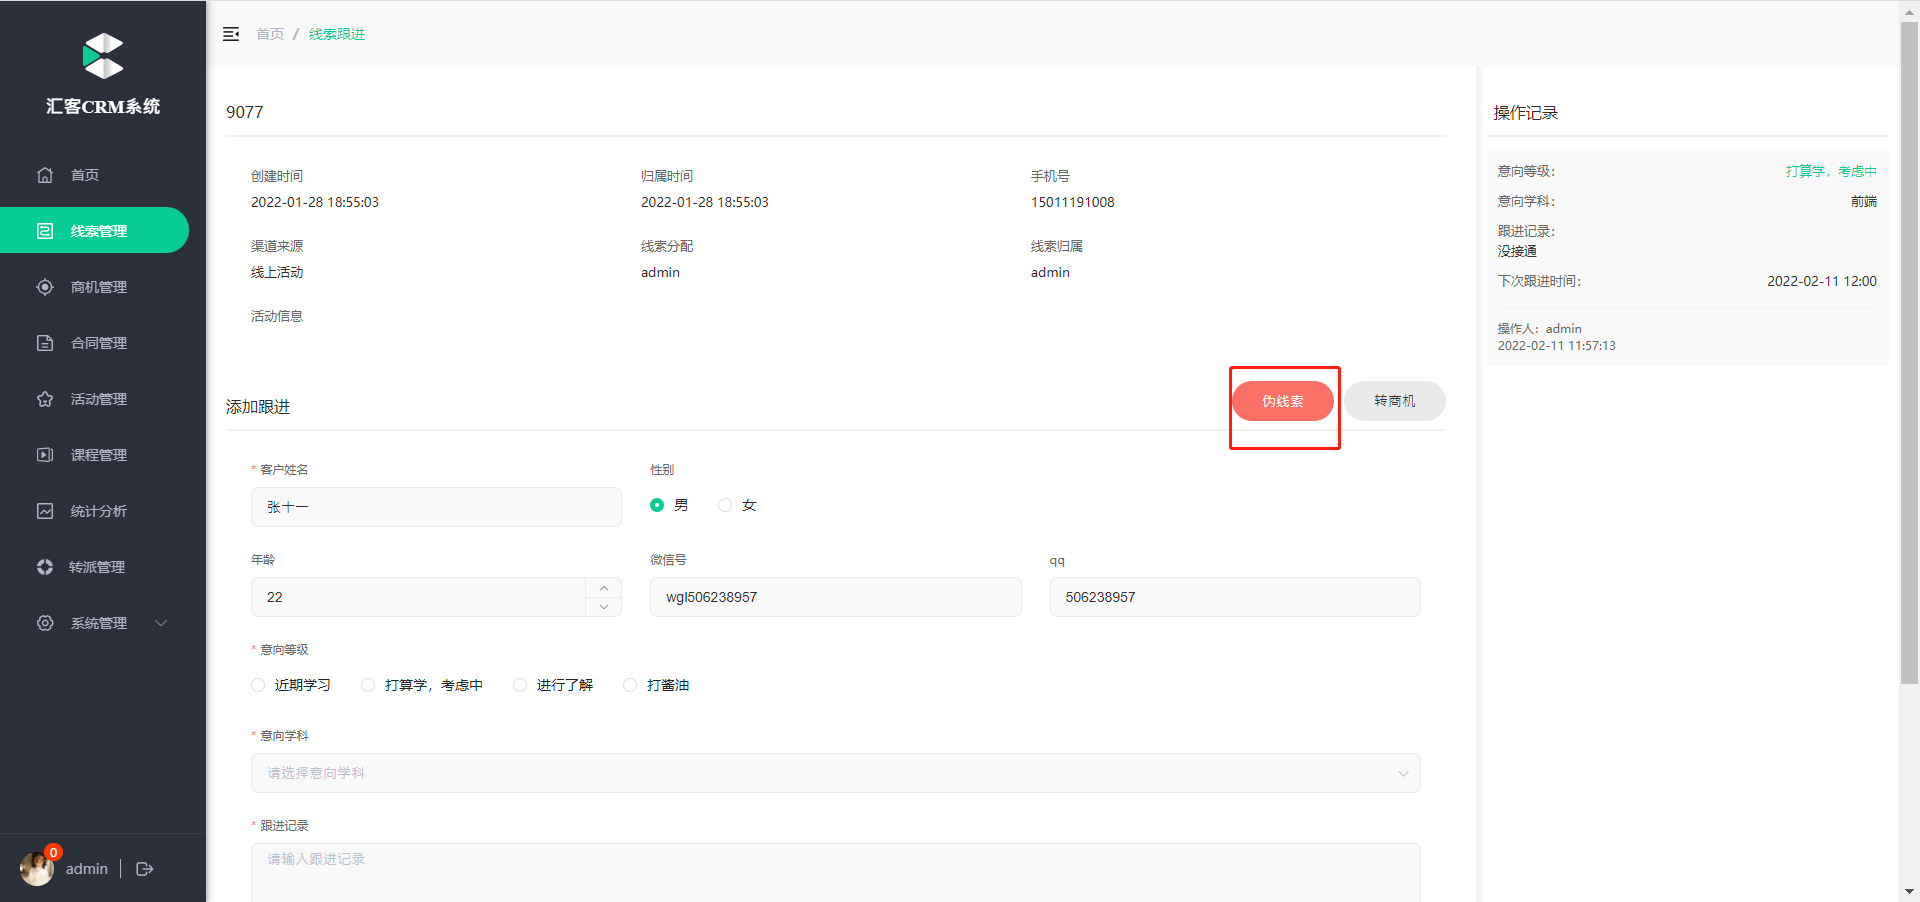 汇客CRM系统
首页
线索管理
商机管理
合同管理
活动管理
课程管理
统计分析
转派管理
系统管理
0
admin
首页 / 线索跟进
9077
创建时间
2022-01-28 18:55:03
归属时间
2022-01-28 18:55:03
手机号
15011191008
渠道来源
线上活动
线索分配
admin
线索归属
admin
活动信息
添加跟进
伪线索
转商机
* 客户姓名
张十一
性别
男
女
年龄
22
微信号
wgl506238957
qq
506238957
* 意向等级
近期学习
打算学，考虑中
进行了解
打酱油
* 意向学科
请选择意向学科
* 跟进记录
请输入跟进记录
操作记录
意向等级： 打算学，考虑中
意向学科： 前端
跟进记录：
没接通
下次跟进时间： 2022-02-11 12:00
操作人：admin
2022-02-11 11:57:13